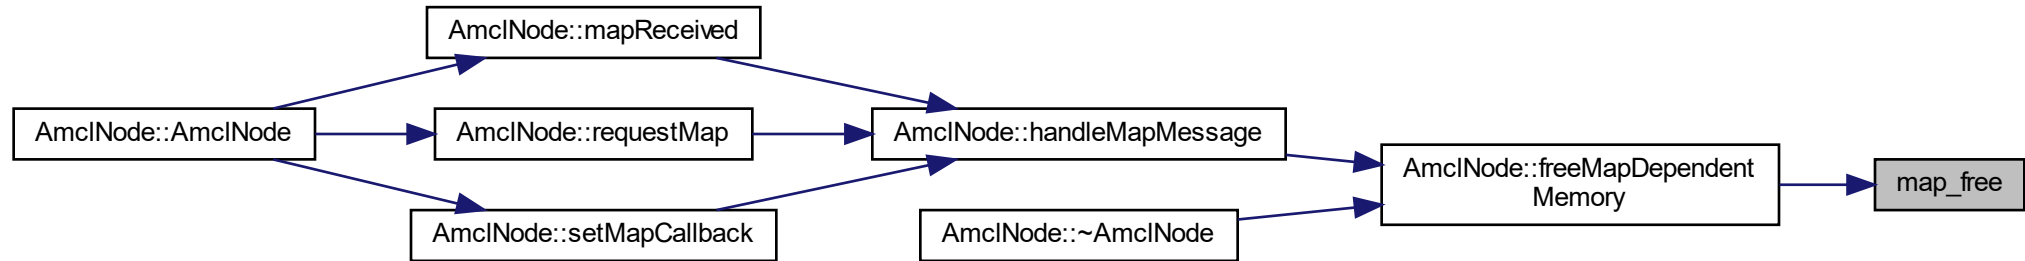 AmclNode::mapReceived
AmclNode::AmclNode
AmclNode::requestMap
AmclNode::handleMapMessage
AmclNode::freeMapDependent
Memory
map_free
AmclNode::setMapCallback
AmclNode::~AmclNode